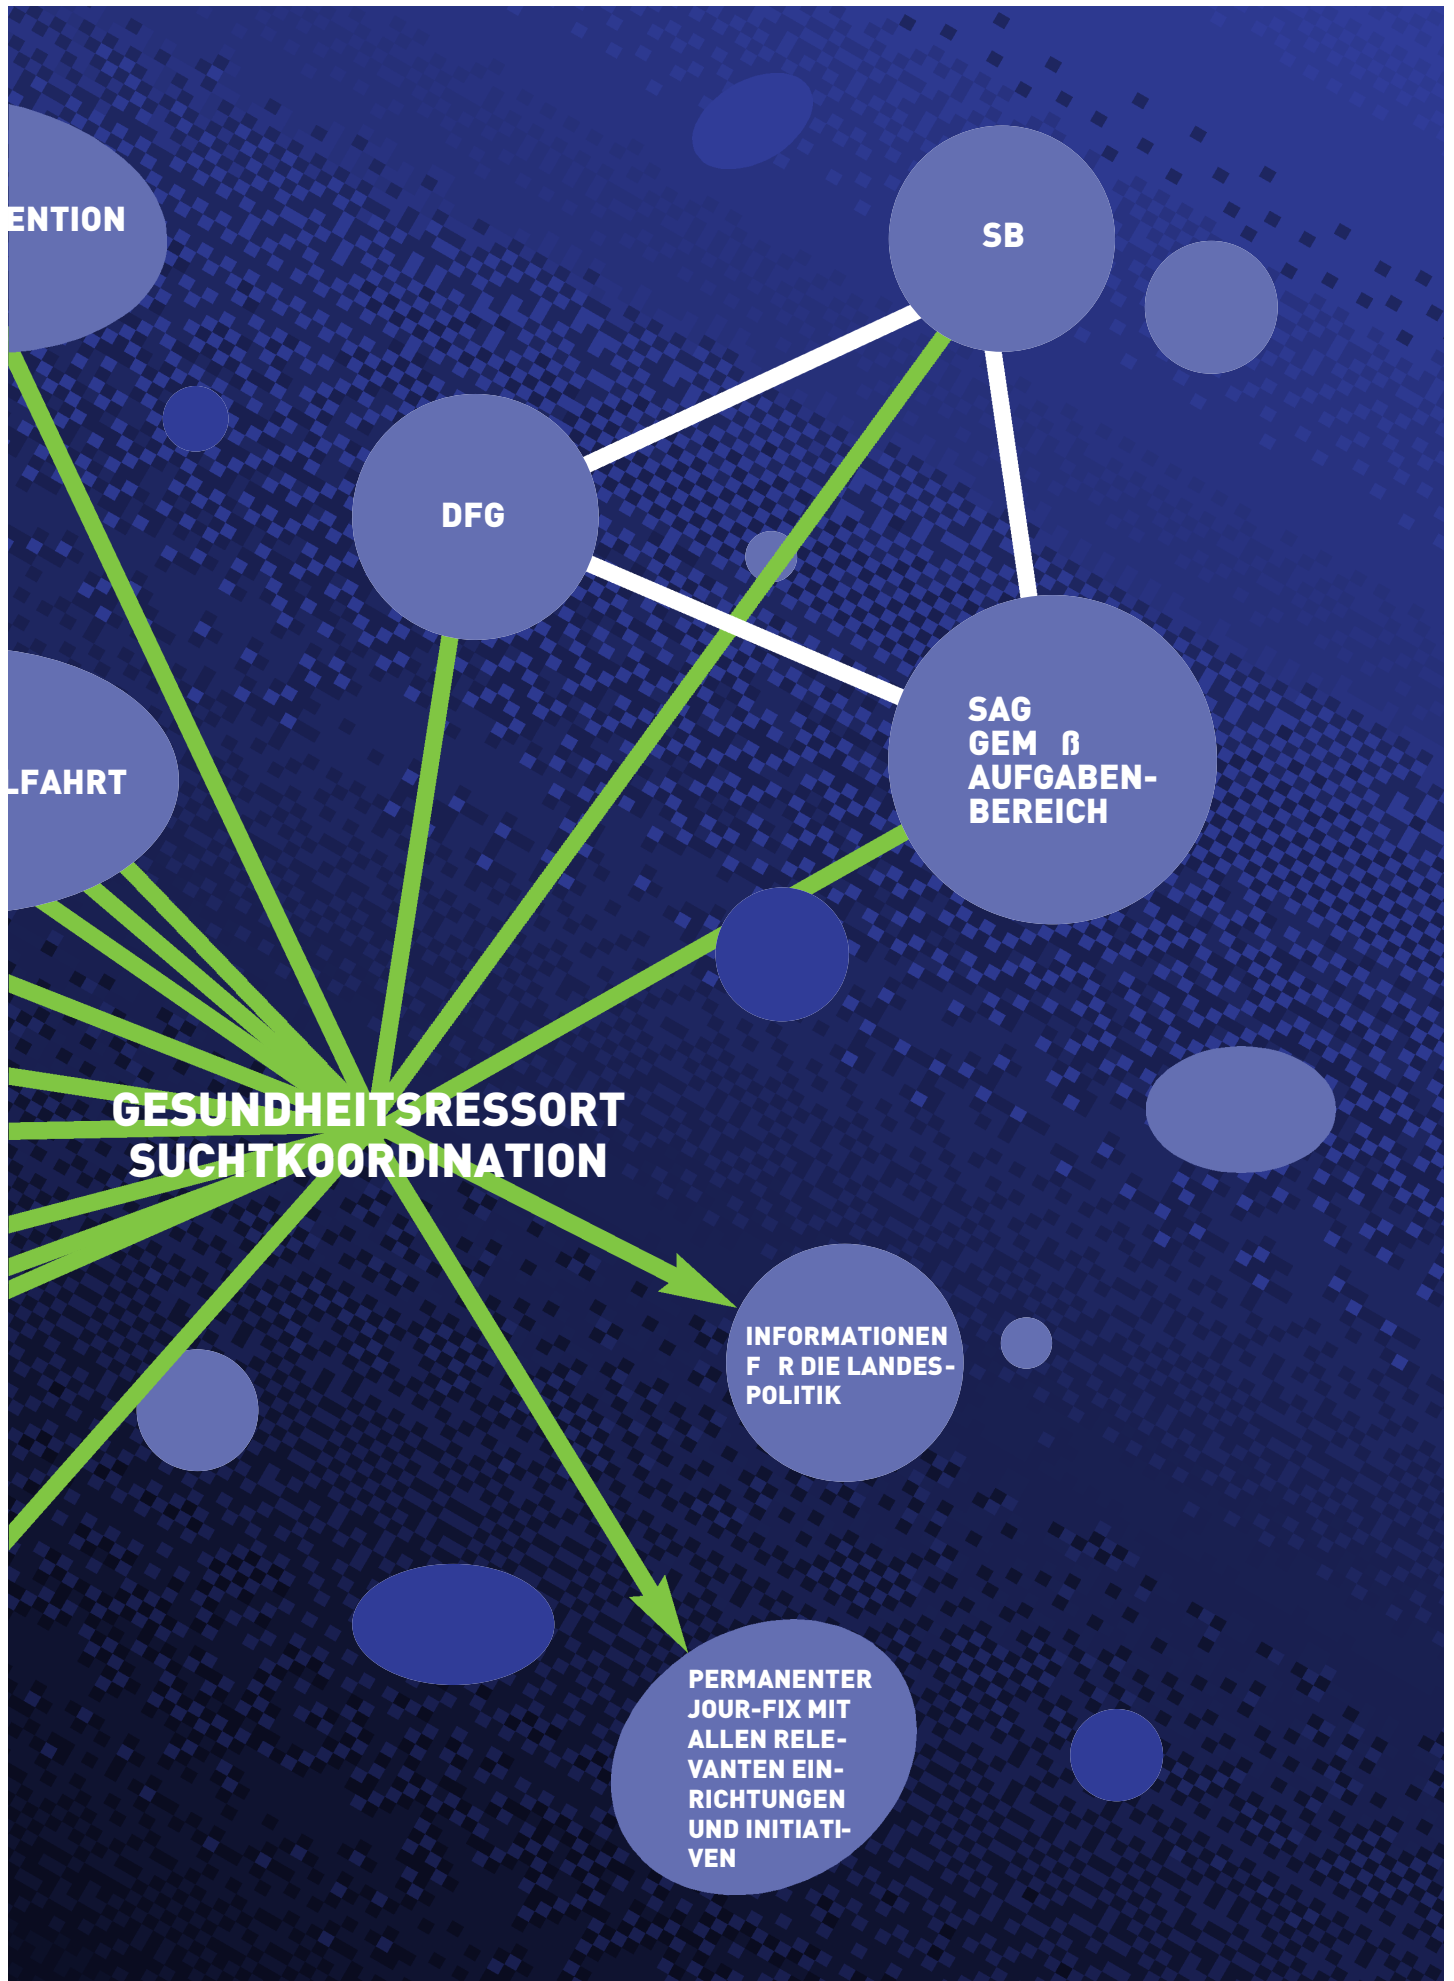 ENTION
SB
DFG
SAG
GEM ß
AUFGABEN-
BEREICH
LFAHRT
GESUNDHEITSRESSORT
SUCHTKOORDINATION
INFORMATIONEN
F R DIE LANDES-
POLITIK
PERMANENTER
JOUR-FIX MIT
ALLEN RELE-
VANTEN EIN-
RICHTUNGEN
UND INITIATI-
VEN